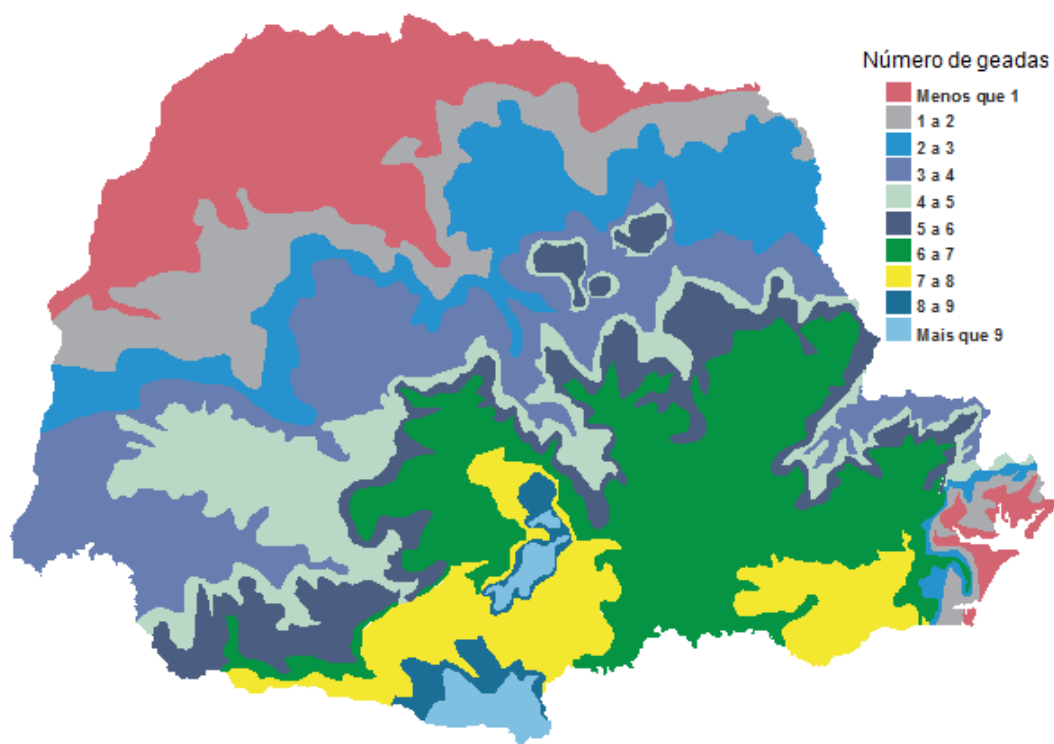 Número de geadas
Menos que 1
1 a 2
2 a 3
3 a 4
4 a 5
5 a 6
6 a 7
7 a 8
8 a 9
Mais que 9